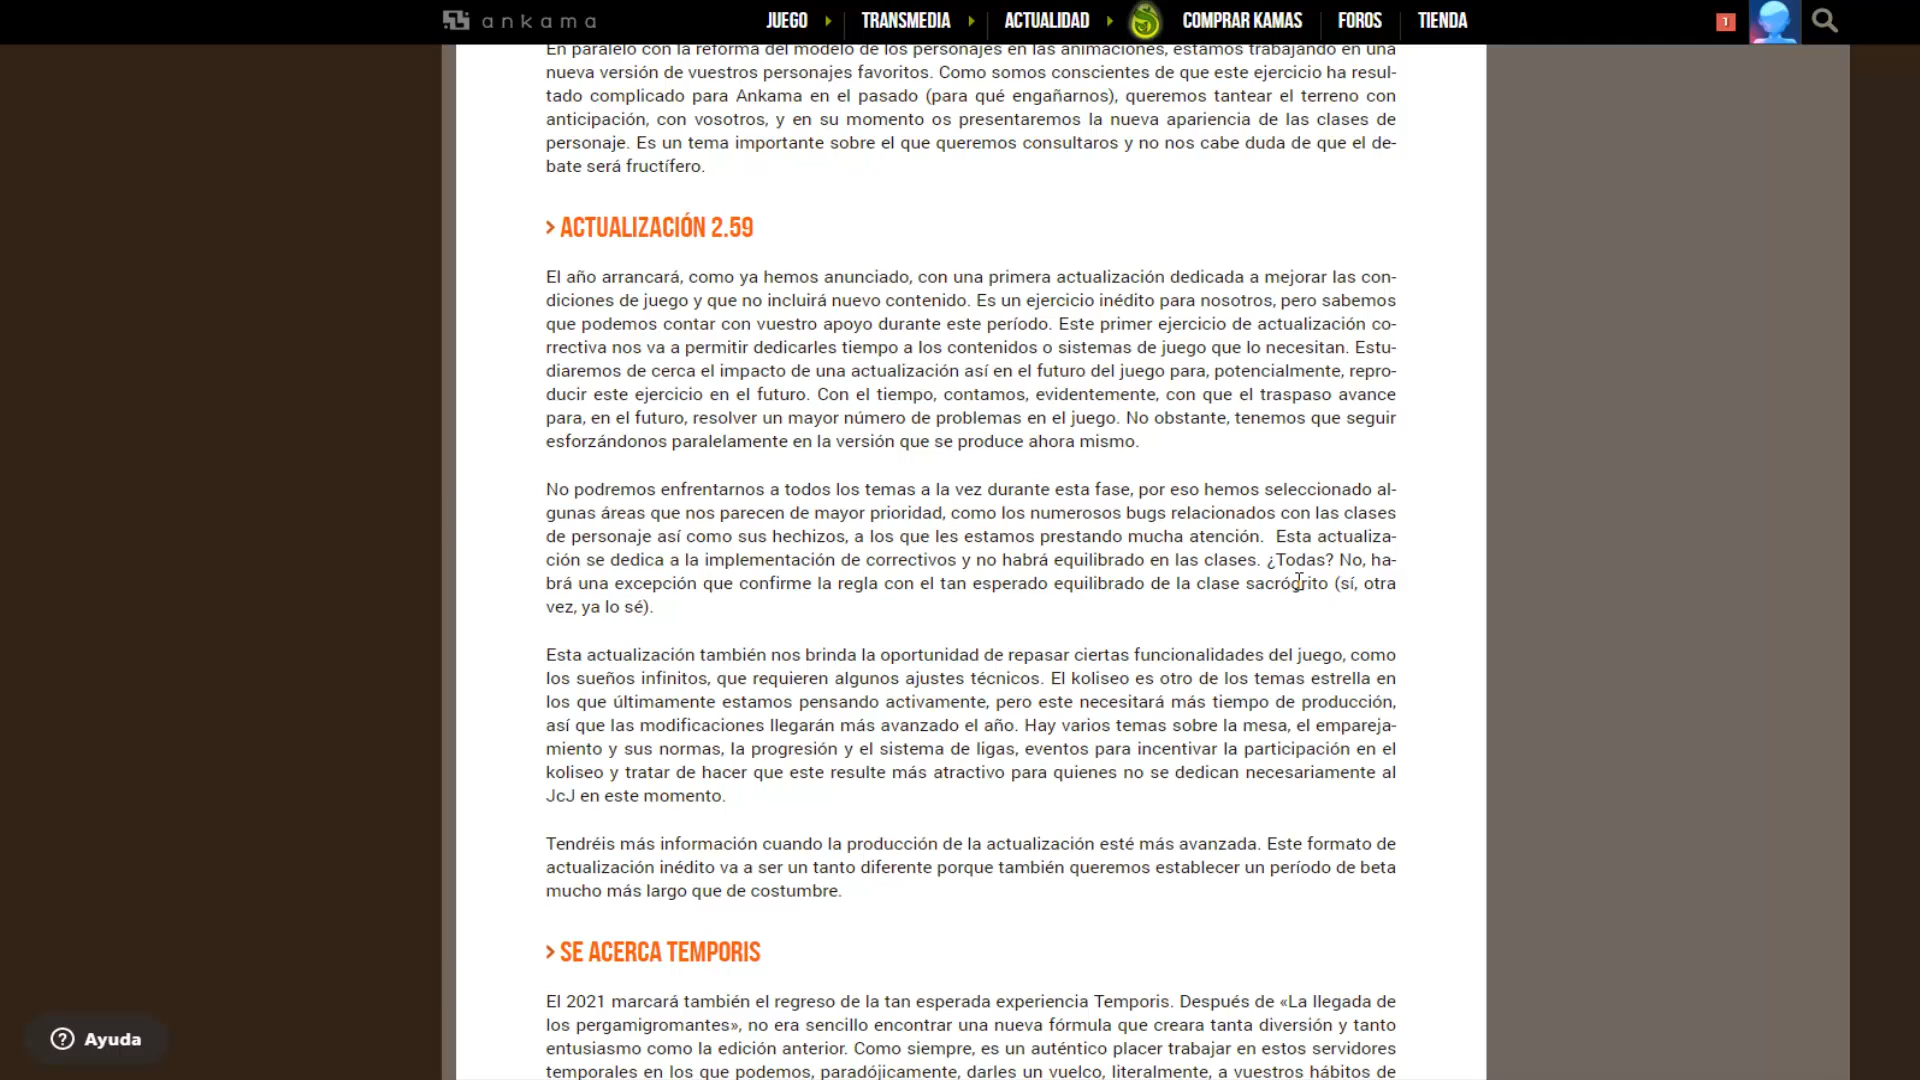 ankama
JUEGO
TRANSMEDIA
ACTUALIDAD
COMPRAR KAMAS
FOROS
TIENDA
1
En paralelo con la reforma del modelo de los personajes en las animaciones, estamos trabajando en una
nueva versión de vuestros personajes favoritos. Como somos conscientes de que este ejercicio ha resul-
tado complicado para Ankama en el pasado (para qué engañarnos), queremos tantear el terreno con
anticipación, con vosotros, y en su momento os presentaremos la nueva apariencia de las clases de
personaje. Es un tema importante sobre el que queremos consultaros y no nos cabe duda de que el de-
bate será fructífero.
> ACTUALIZACIÓN 2.59
El año arrancará, como ya hemos anunciado, con una primera actualización dedicada a mejorar las con-
diciones de juego y que no incluirá nuevo contenido. Es un ejercicio inédito para nosotros, pero sabemos
que podemos contar con vuestro apoyo durante este período. Este primer ejercicio de actualización co-
rrectiva nos va a permitir dedicarles tiempo a los contenidos o sistemas de juego que lo necesitan. Estu-
diaremos de cerca el impacto de una actualización así en el futuro del juego para, potencialmente, repro-
ducir este ejercicio en el futuro. Con el tiempo, contamos, evidentemente, con que el traspaso avance
para, en el futuro, resolver un mayor número de problemas en el juego. No obstante, tenemos que seguir
esforzándonos paralelamente en la versión que se produce ahora mismo.
No podremos enfrentarnos a todos los temas a la vez durante esta fase, por eso hemos seleccionado al-
gunas áreas que nos parecen de mayor prioridad, como los numerosos bugs relacionados con las clases
de personaje así como sus hechizos, a los que les estamos prestando mucha atención. Esta actualiza-
ción se dedica a la implementación de correctivos y no habrá equilibrado en las clases. ¿Todas? No, ha-
brá una excepción que confirme la regla con el tan esperado equilibrado de la clase sacrógrito (sí, otra
vez, ya lo sé).
Esta actualización también nos brinda la oportunidad de repasar ciertas funcionalidades del juego, como
los sueños infinitos, que requieren algunos ajustes técnicos. El koliseo es otro de los temas estrella en
los que últimamente estamos pensando activamente, pero este necesitará más tiempo de producción,
así que las modificaciones llegarán más avanzado el año. Hay varios temas sobre la mesa, el empareja-
miento y sus normas, la progresión y el sistema de ligas, eventos para incentivar la participación en el
koliseo y tratar de hacer que este resulte más atractivo para quienes no se dedican necesariamente al
JcJ en este momento.
Tendréis más información cuando la producción de la actualización esté más avanzada. Este formato de
actualización inédito va a ser un tanto diferente porque también queremos establecer un período de beta
mucho más largo que de costumbre.
> SE ACERCA TEMPORIS
El 2021 marcará también el regreso de la tan esperada experiencia Temporis. Después de «La llegada de
los pergamigromantes», no era sencillo encontrar una nueva fórmula que creara tanta diversión y tanto
entusiasmo como la edición anterior. Como siempre, es un auténtico placer trabajar en estos servidores
temporales en los que podemos, paradójicamente, darles un vuelco, literalmente, a vuestros hábitos de
? Ayuda